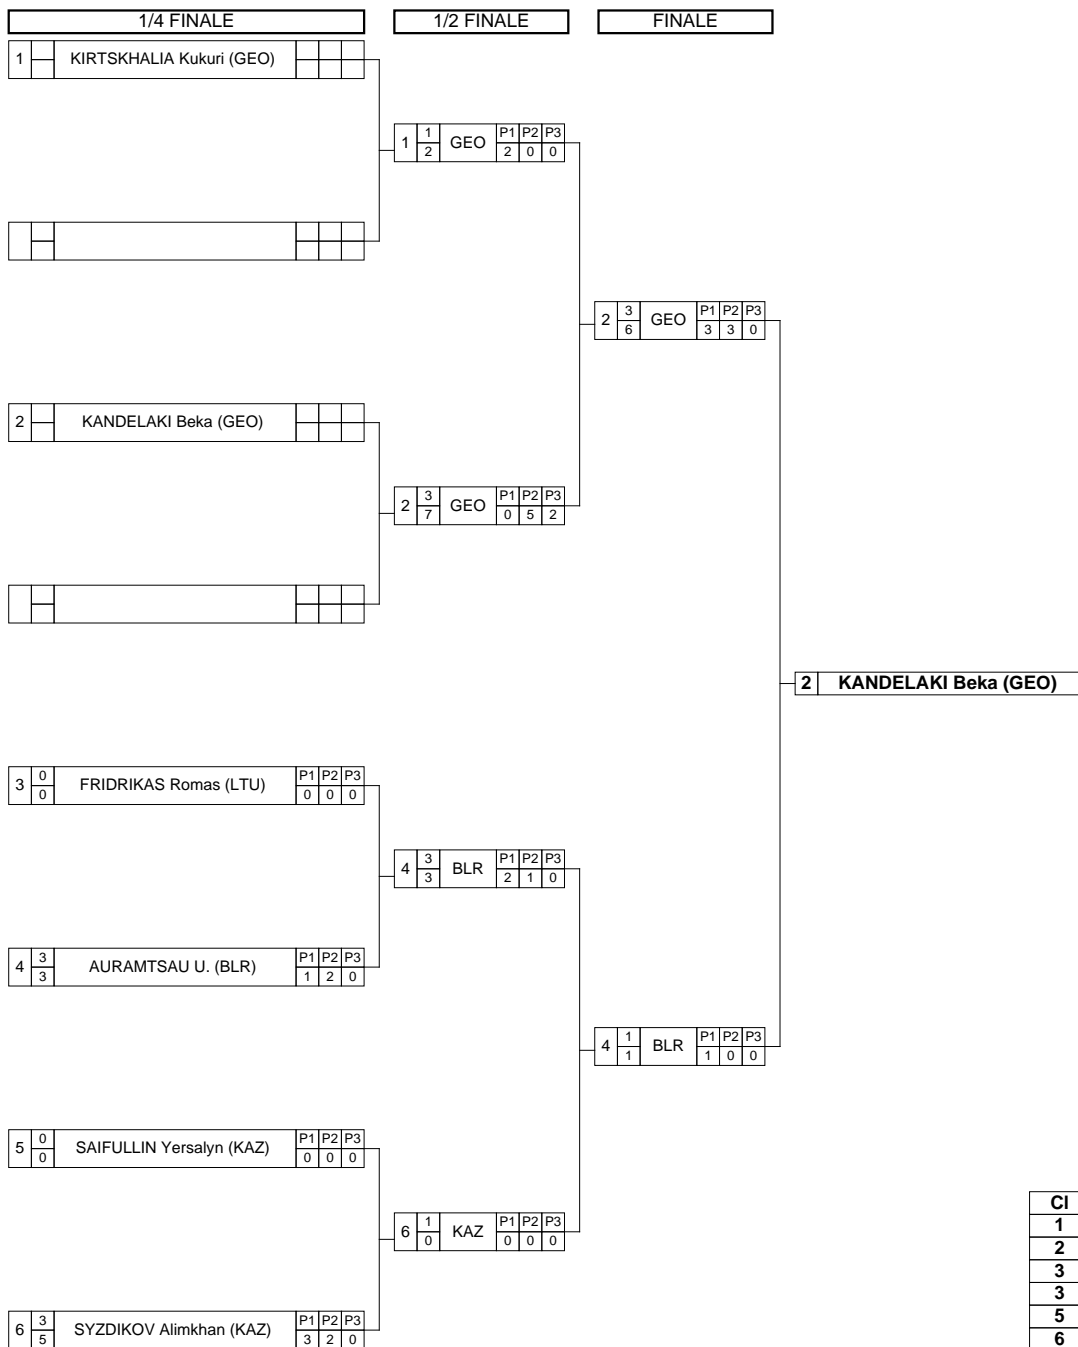 1/4 FINALE 1/2 FINALE FINALE
1 KIRTSKHALIA Kukuri (GEO)
1 1 GEO P1 P2 P3
2 2 0 0
2 3 GEO P1 P2 P3
6 3 3 0
2 KANDELAKI Beka (GEO)
2 3 GEO P1 P2 P3
7 0 5 2
2 KANDELAKI Beka (GEO)
3 0 FRIDRIKAS Romas (LTU) P1 P2 P3
0 0 0 0
4 3 BLR P1 P2 P3
3 2 1 0
4 3 AURAMTSAU U. (BLR) P1 P2 P3
3 1 2 0
4 1 BLR P1 P2 P3
1 1 0 0
5 0 SAIFULLIN Yersalyn (KAZ) P1 P2 P3
0 0 0 0
6 1 KAZ P1 P2 P3
0 0 0 0
6 3 SYZDIKOV Alimkhan (KAZ) P1 P2 P3
5 3 2 0
Cl
1
2
3
3
5
6